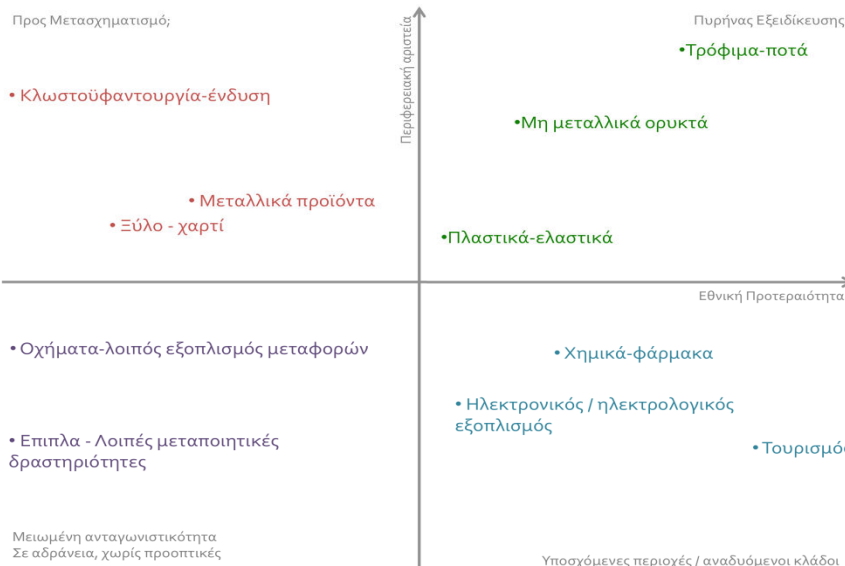 Προς Μετασχηματισμό;
Πυρήνας Εξειδίκευσης
Περιφερειακή αριστεία
•Τρόφιμα-ποτά
• Κλωστοϋφαντουργία-ένδυση
•Μη μεταλλικά ορυκτά
• Μεταλλικά προϊόντα
• Ξύλο - χαρτί
•Πλαστικά-ελαστικά
Εθνική Προτεραιότητα
• Οχήματα-λοιπός εξοπλισμός μεταφορών
• Χημικά-φάρμακα
• Ηλεκτρονικός / ηλεκτρολογικός
εξοπλισμός
• Επιπλα - Λοιπές μεταποιητικές
δραστηριότητες
• Τουρισμός
Μειωμένη ανταγωνιστικότητα
Σε αδράνεια, χωρίς προοπτικές
Υποσχόμενες περιοχές / αναδυόμενοι κλάδοι